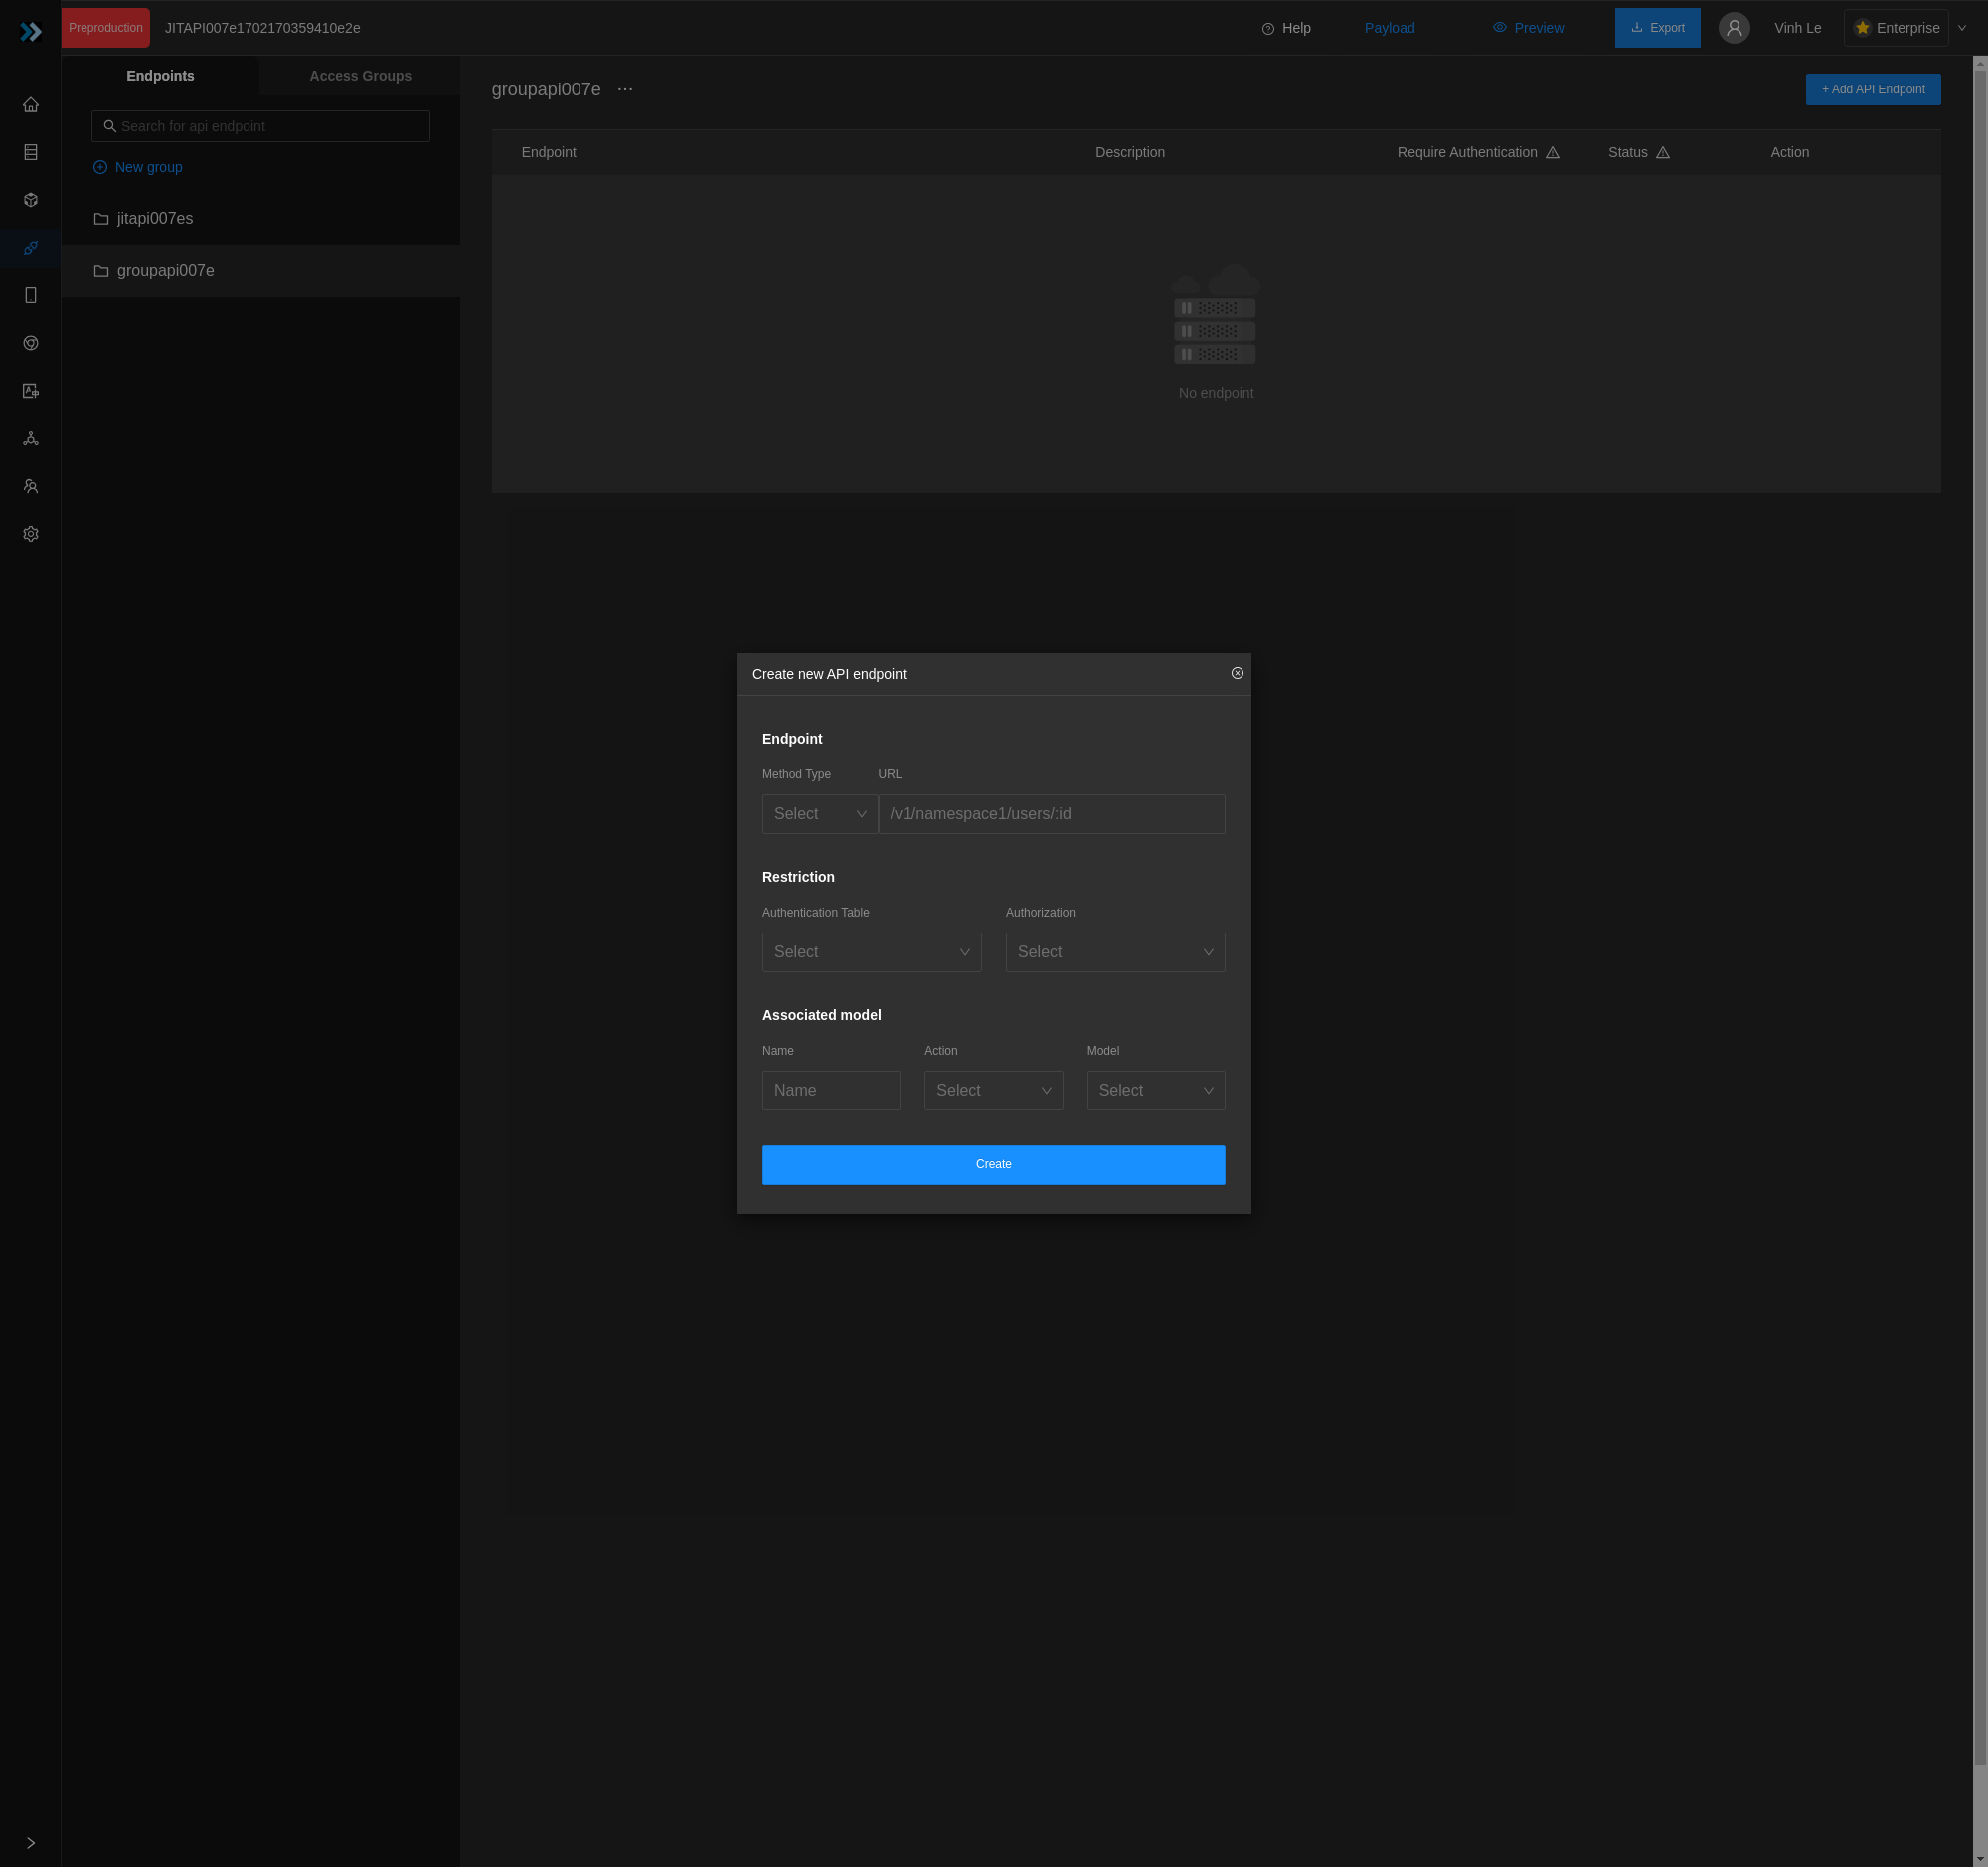 Preproduction JITAPI007e1702170359410e2e Help Payload Preview Export Vinh Le Enterprise
Endpoints Access Groups
Search for api endpoint
New group
jitapi007es
groupapi007e
groupapi007e ··· + Add API Endpoint
Endpoint Description Require Authentication Status Action
No endpoint
Create new API endpoint
Endpoint
Method Type URL
Select /v1/namespace1/users/:id
Restriction
Authentication Table Authorization
Select Select
Associated model
Name Action Model
Name Select Select
Create